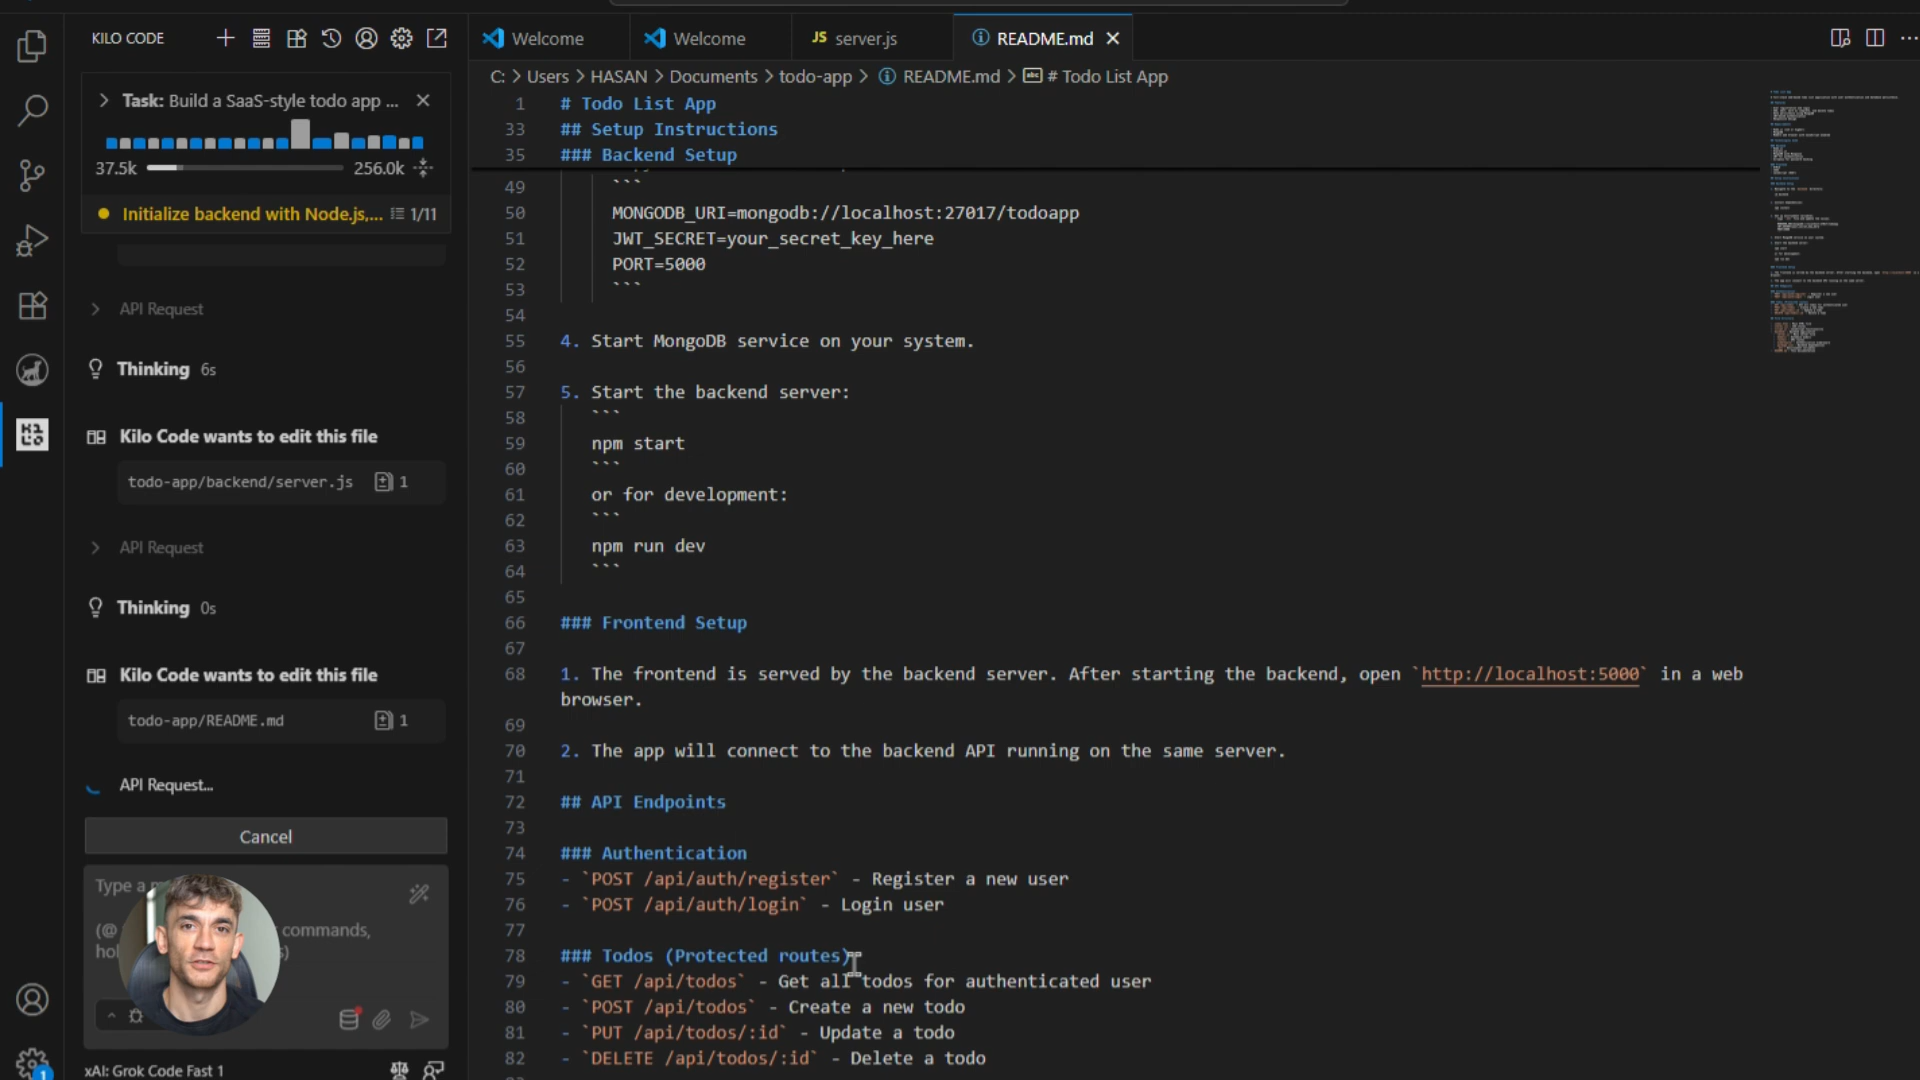 KILO CODE
Task: Build a SaaS-style todo app ...
37.5k 256.0k
Initialize backend with Node.js,... 1/11
API Request
Thinking 6s
Kilo Code wants to edit this file
todo-app/backend/server.js 1
API Request
Thinking 0s
Kilo Code wants to edit this file
todo-app/README.md 1
API Request...
Cancel
Type a
(@ commands,
xAI: Grok Code Fast 1
1
Welcome
Welcome
JS server.js
README.md
C: > Users > HASAN > Documents > todo-app > README.md > # Todo List App
1 # Todo List App
33 ## Setup Instructions
35 ### Backend Setup
49 ```
50 MONGODB_URI=mongodb://localhost:27017/todoapp
51 JWT_SECRET=your_secret_key_here
52 PORT=5000
53 ```
54
55 4. Start MongoDB service on your system.
56
57 5. Start the backend server:
58 ```
59 npm start
60 ```
61 or for development:
62 ```
63 npm run dev
64 ```
65
66 ### Frontend Setup
67
68 1. The frontend is served by the backend server. After starting the backend, open `http://localhost:5000` in a web
browser.
69
70 2. The app will connect to the backend API running on the same server.
71
72 ## API Endpoints
73
74 ### Authentication
75 - `POST /api/auth/register` - Register a new user
76 - `POST /api/auth/login` - Login user
77
78 ### Todos (Protected routes)
79 - `GET /api/todos` - Get all todos for authenticated user
80 - `POST /api/todos` - Create a new todo
81 - `PUT /api/todos/:id` - Update a todo
82 - `DELETE /api/todos/:id` - Delete a todo